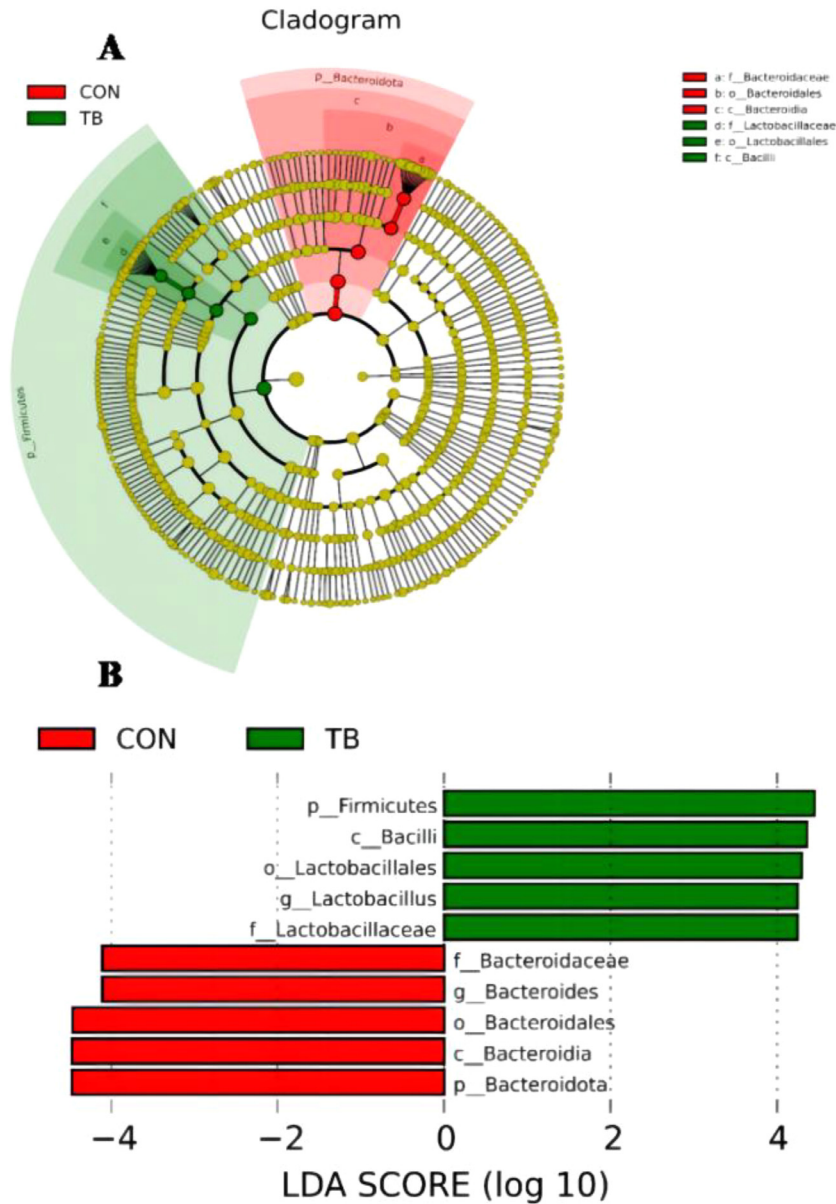 Cladogram
A
CON
TB
p__Bacteroidota
c
b
a
f
e
d
p__Firmicutes
a: f__Bacteroidaceae
b: o__Bacteroidales
c: c__Bacteroidia
d: f__Lactobacillaceae
e: o__Lactobacillales
f: c__Bacilli
B
CON
TB
p__Firmicutes
c__Bacilli
o__Lactobacillales
g__Lactobacillus
f__Lactobacillaceae
f__Bacteroidaceae
g__Bacteroides
o__Bacteroidales
c__Bacteroidia
p__Bacteroidota
−4 −2 0 2 4
LDA SCORE (log 10)